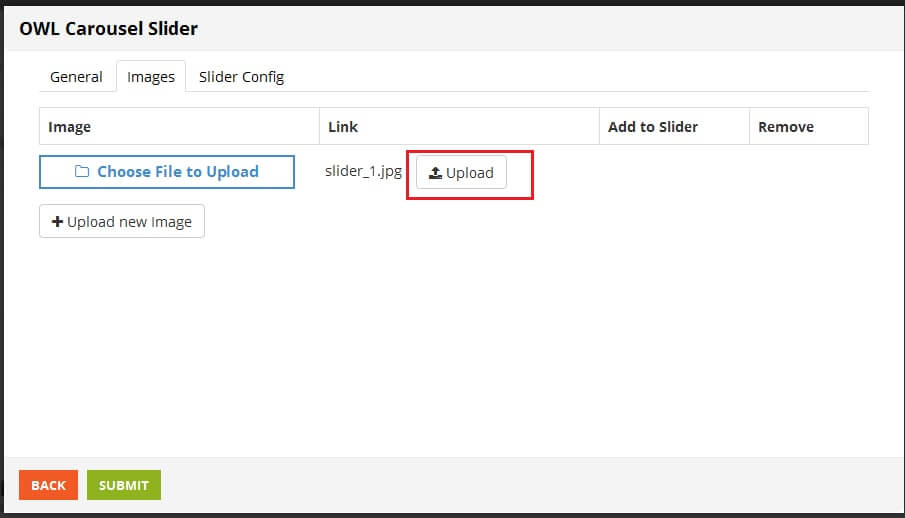 OWL Carousel Slider
General Images Slider Config
Image Link Add to Slider Remove
Choose File to Upload slider_1.jpg Upload
Upload new Image
BACK SUBMIT